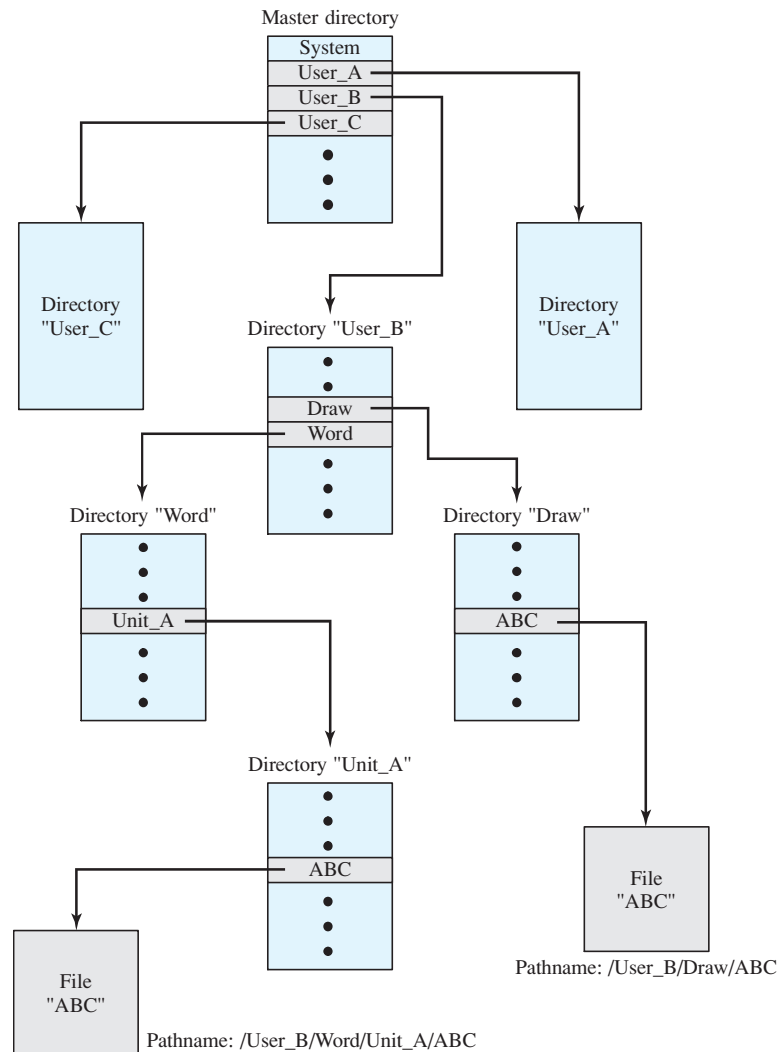 Master directory
System
User_A
User_B
User_C
Directory
"User_C"
Directory
"User_A"
Directory "User_B"
Draw
Word
Directory "Word"
Directory "Draw"
Unit_A
ABC
Directory "Unit_A"
ABC
File
"ABC"
Pathname: /User_B/Draw/ABC
File
"ABC"
Pathname: /User_B/Word/Unit_A/ABC